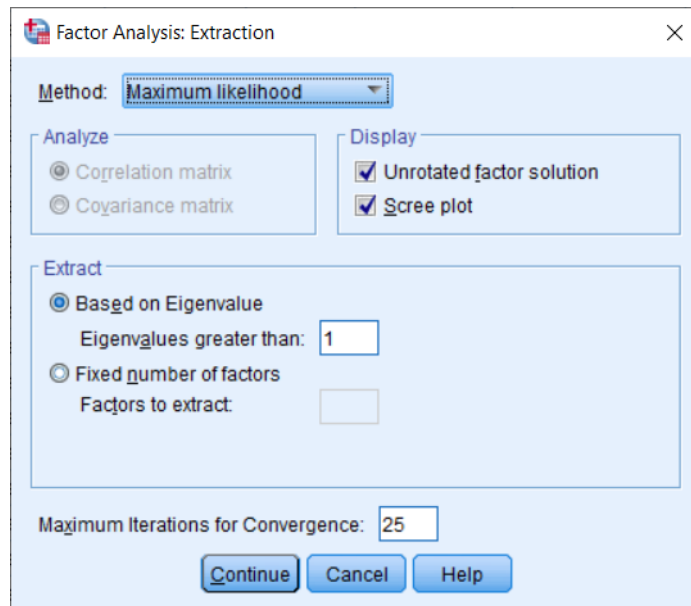 Factor Analysis: Extraction
Method: Maximum likelihood
Analyze
Correlation matrix
Covariance matrix
Display
Unrotated factor solution
Scree plot
Extract
Based on Eigenvalue
Eigenvalues greater than: 1
Fixed number of factors
Factors to extract:
Maximum Iterations for Convergence: 25
Continue Cancel Help